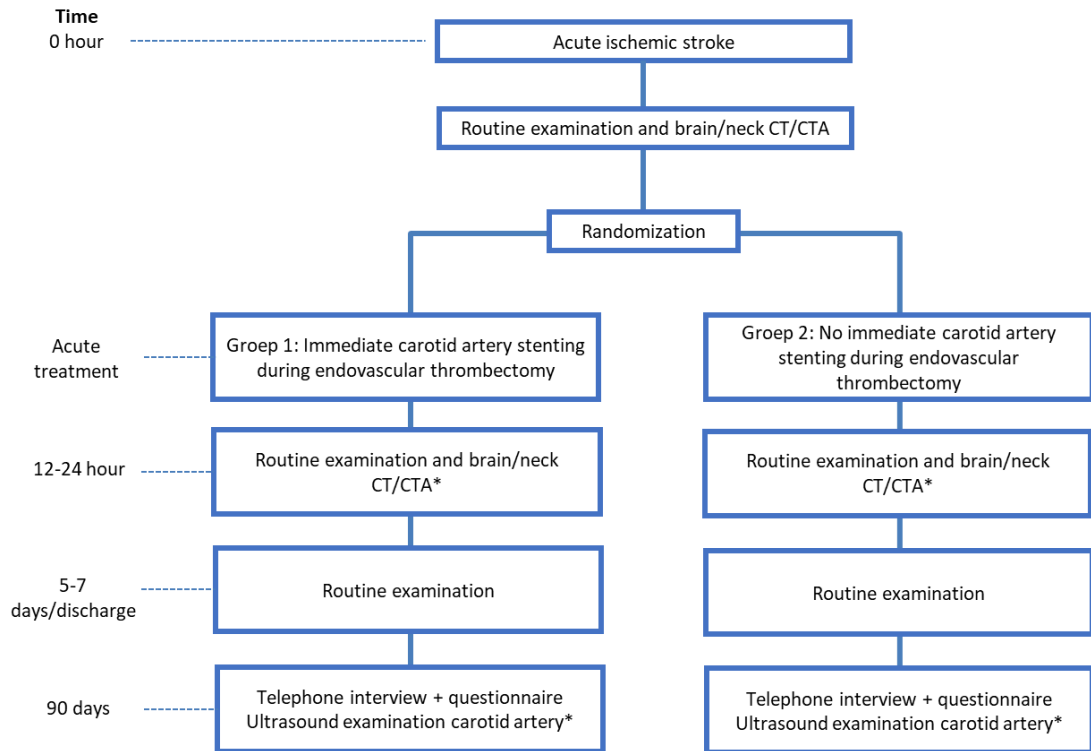 Time
0 hour
Acute ischemic stroke
Routine examination and brain/neck CT/CTA
Randomization
Acute
treatment
Groep 1: Immediate carotid artery stenting
during endovascular thrombectomy
Groep 2: No immediate carotid artery
stenting during endovascular
thrombectomy
12-24 hour
Routine examination and brain/neck
CT/CTA*
Routine examination and brain/neck
CT/CTA*
5-7
days/discharge
Routine examination
Routine examination
90 days
Telephone interview + questionnaire
Ultrasound examination carotid artery*
Telephone interview + questionnaire
Ultrasound examination carotid artery*